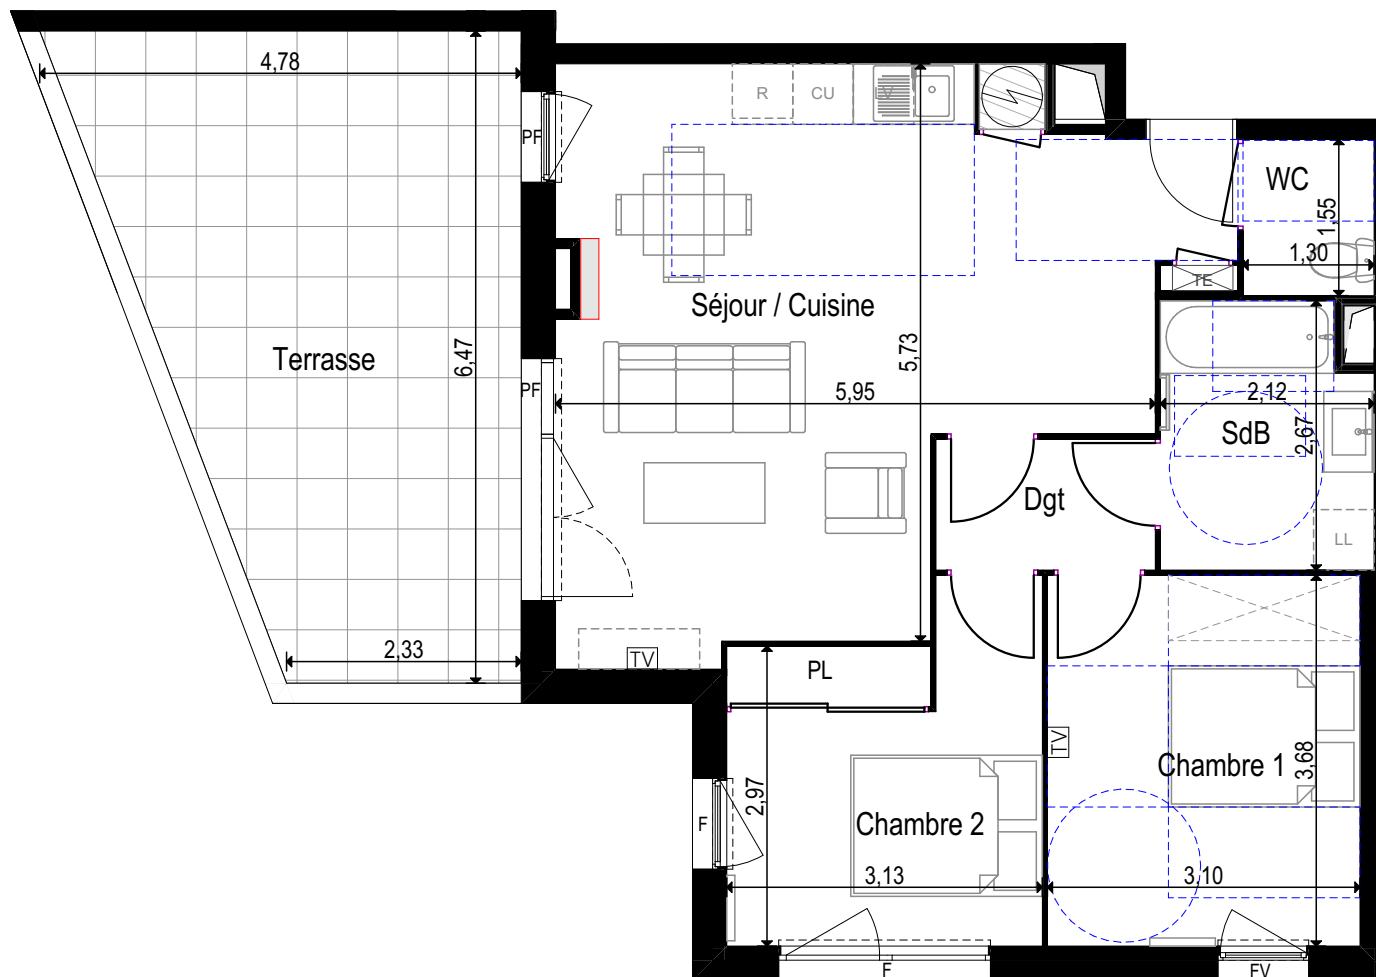 4,78
R
CU
LV
PF
WC
1,55
1,30
TE
Séjour / Cuisine
Terrasse
6,47
5,73
PF
5,95
2,12
SdB
2,67
Dgt
LL
2,33
TV
PL
TV
Chambre 1
3,68
2,97
Chambre 2
F
3,13
3,10
F
FV